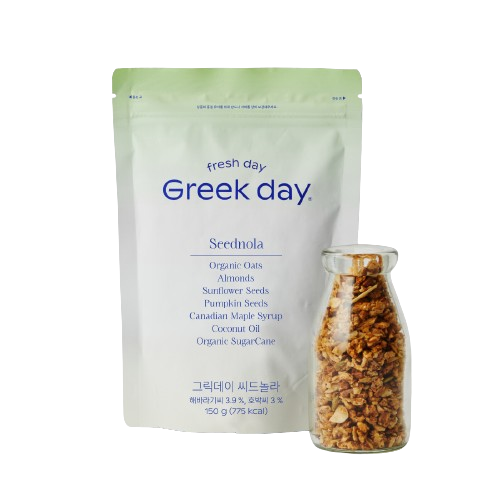 fresh day
Greek day®
Seednola
Organic Oats
Almonds
Sunflower Seeds
Pumpkin Seeds
Canadian Maple Syrup
Coconut Oil
Organic SugarCane
그릭데이 씨드놀라
해바라기씨 3.9 %, 호박씨 3 %
150 g (775 kcal)